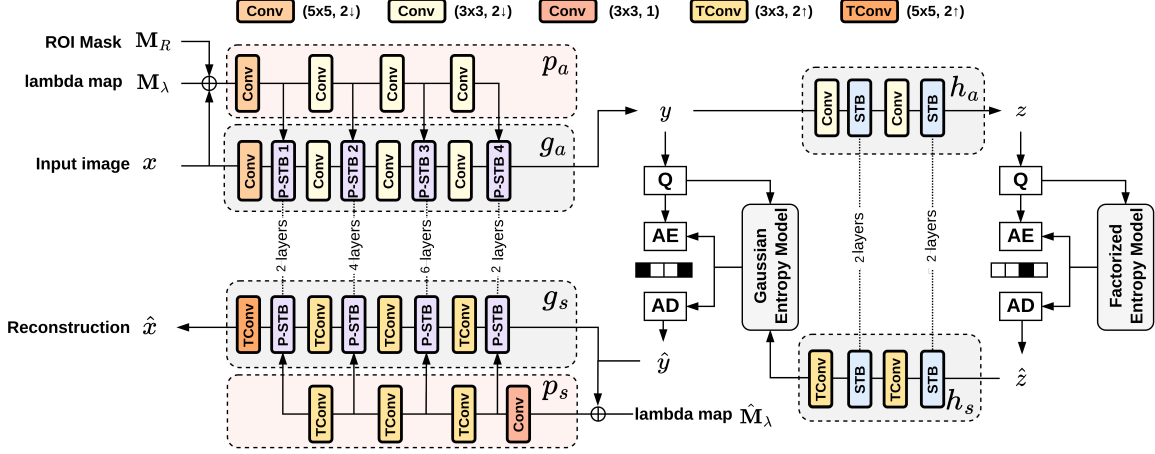 Conv (5x5, 2↓) Conv (3x3, 2↓) Conv (3x3, 1) TConv (3x3, 2↑) TConv (5x5, 2↑)
ROI Mask M_R
lambda map M_λ
Conv Conv Conv Conv p_a
Input image x
Conv P-STB 1 Conv P-STB 2 Conv P-STB 3 Conv P-STB 4 g_a
2 layers 4 layers 6 layers 2 layers
Reconstruction x̂
TConv P-STB TConv P-STB TConv P-STB TConv P-STB g_s
TConv TConv TConv Conv p_s
lambda map M̂_λ
y
Q
AE
AD
ŷ
Gaussian
Entropy Model
Conv STB Conv STB h_a
2 layers 2 layers
TConv STB TConv STB h_s
z
Q
AE
AD
ẑ
Factorized
Entropy Model